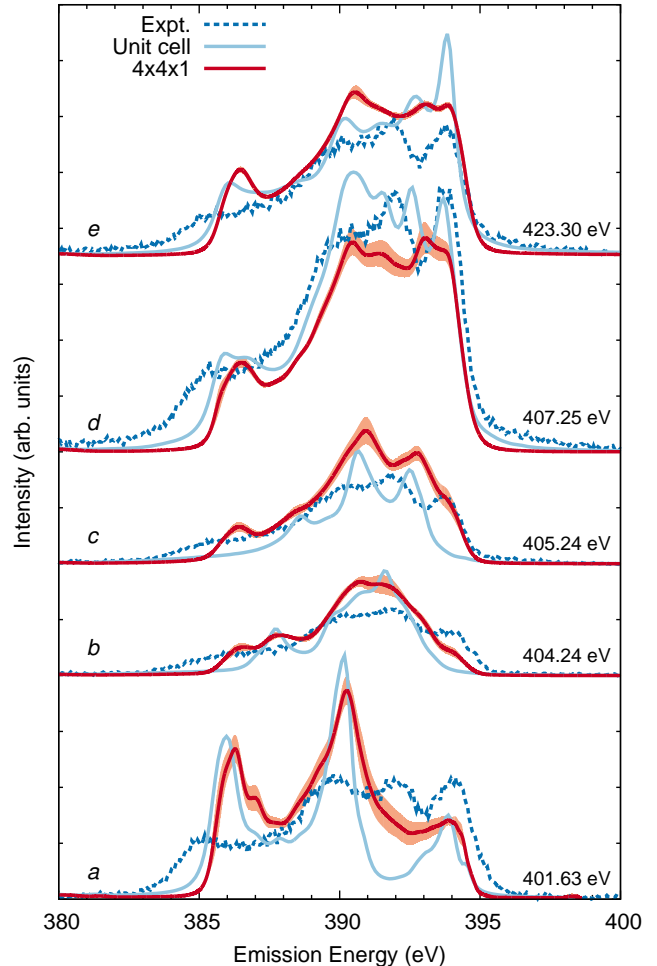 Expt.
Unit cell
4x4x1
e
423.30 eV
d
407.25 eV
c
405.24 eV
b
404.24 eV
a
401.63 eV
Intensity (arb. units)
380 385 390 395 400
Emission Energy (eV)